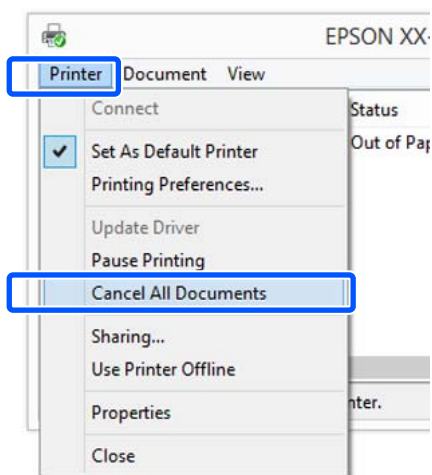 EPSON XX-
Printer Document View
Connect
Status
Set As Default Printer
Out of Pap
Printing Preferences...
Update Driver
Pause Printing
Cancel All Documents
Sharing...
Use Printer Offline
Properties
nter.
Close